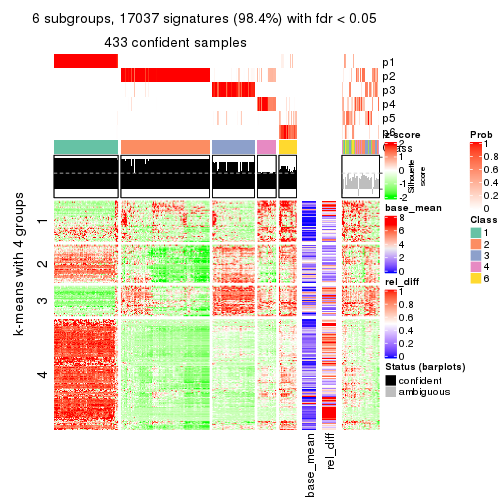 6 subgroups, 17037 signatures (98.4%) with fdr < 0.05
433 confident samples
p1
p2
p3
p4
p5
p6
Class
Silhouette
score
k-means with 4 groups
1
2
3
4
base_mean
rel_diff
z-score
2
1
0
-1
-2
base_mean
8
6
4
2
0
rel_diff
1
0.8
0.6
0.4
0.2
0
Status (barplots)
confident
ambiguous
Prob
1
0.8
0.6
0.4
0.2
0
Class
1
2
3
4
6